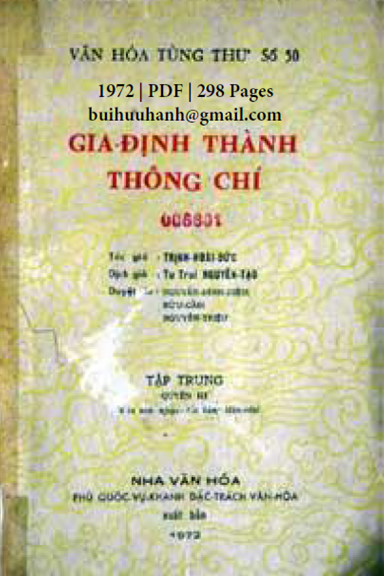 VĂN HÓA TÙNG THƯ SỐ 50
1972 | PDF | 298 Pages
buihuuhanh@gmail.com
GIA-ĐỊNH THÀNH
THÔNG CHÍ
006801
Tác giả : TRỊNH-HOÀI-ĐỨC
Dịch giả : Tu Trai NGUYỄN-TẠO
Duyệt
BỬU-CẦM
NGUYỄN-TRIỆU
TẬP TRUNG
QUYỂN III
NHA VĂN HÓA
PHỦ QUỐC-VỤ-KHANH ĐẶC-TRÁCH VĂN-HÓA
XUẤT BẢN
1972